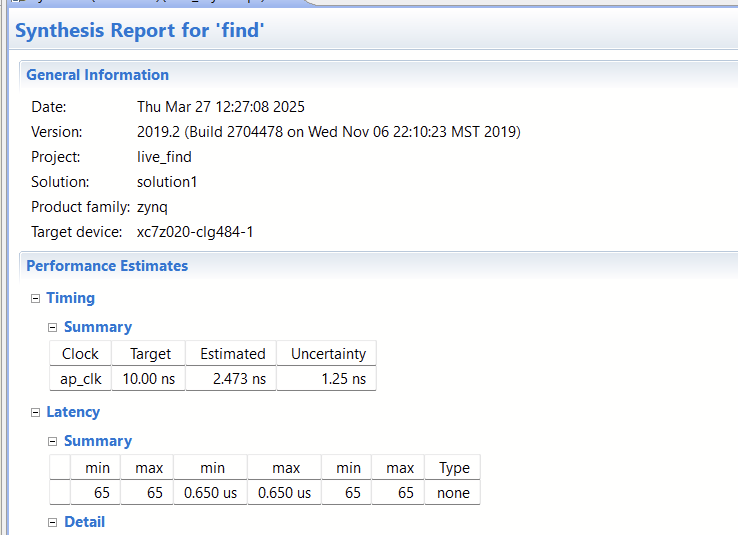 Synthesis Report for 'find'
General Information
Date: Thu Mar 27 12:27:08 2025
Version: 2019.2 (Build 2704478 on Wed Nov 06 22:10:23 MST 2019)
Project: live_find
Solution: solution1
Product family: zynq
Target device: xc7z020-clg484-1
Performance Estimates
Timing
Summary
Clock Target Estimated Uncertainty
ap_clk 10.00 ns 2.473 ns 1.25 ns
Latency
Summary
min max min max min max Type
65 65 0.650 us 0.650 us 65 65 none
Detail